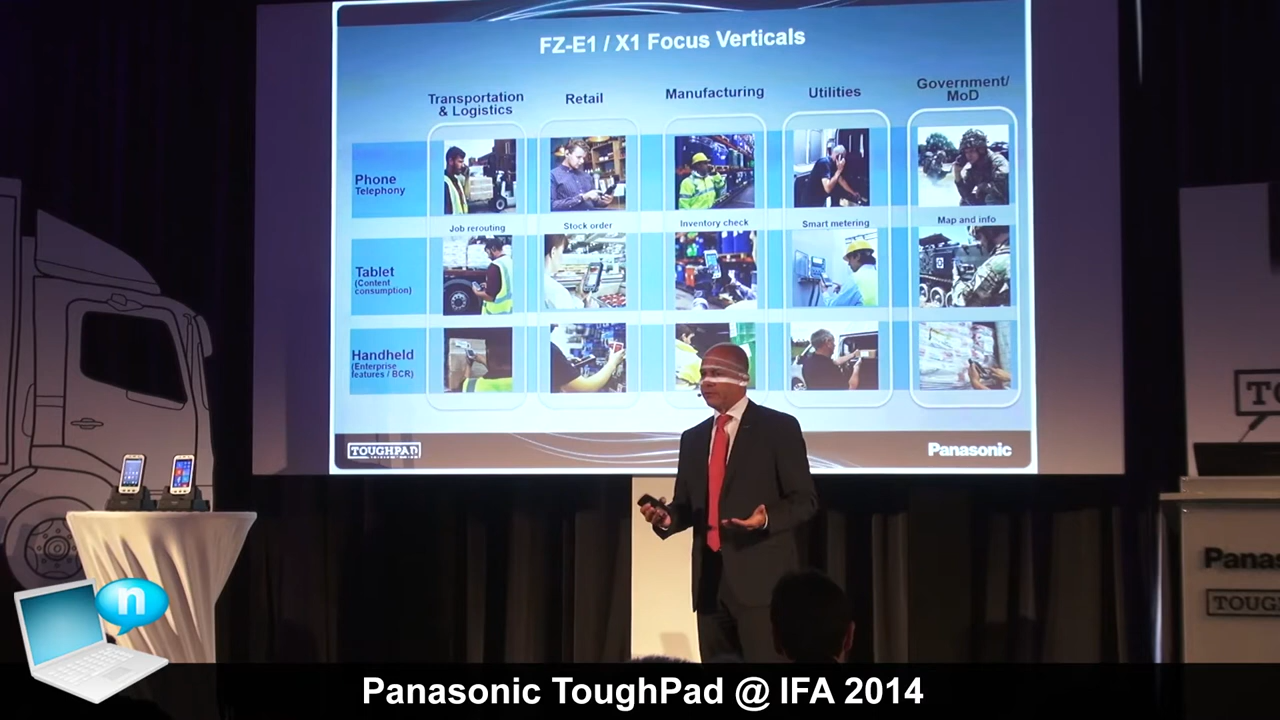 FZ-E1 / X1 Focus Verticals
Transportation
& Logistics
Retail
Manufacturing
Utilities
Government/
MoD
Phone
Telephony
Job rerouting
Stock order
Inventory check
Smart metering
Map and info
Tablet
(Content
consumption)
Handheld
(Enterprise
features / BCR)
TOUGHPAD
Panasonic
n
Panasonic ToughPad @ IFA 2014